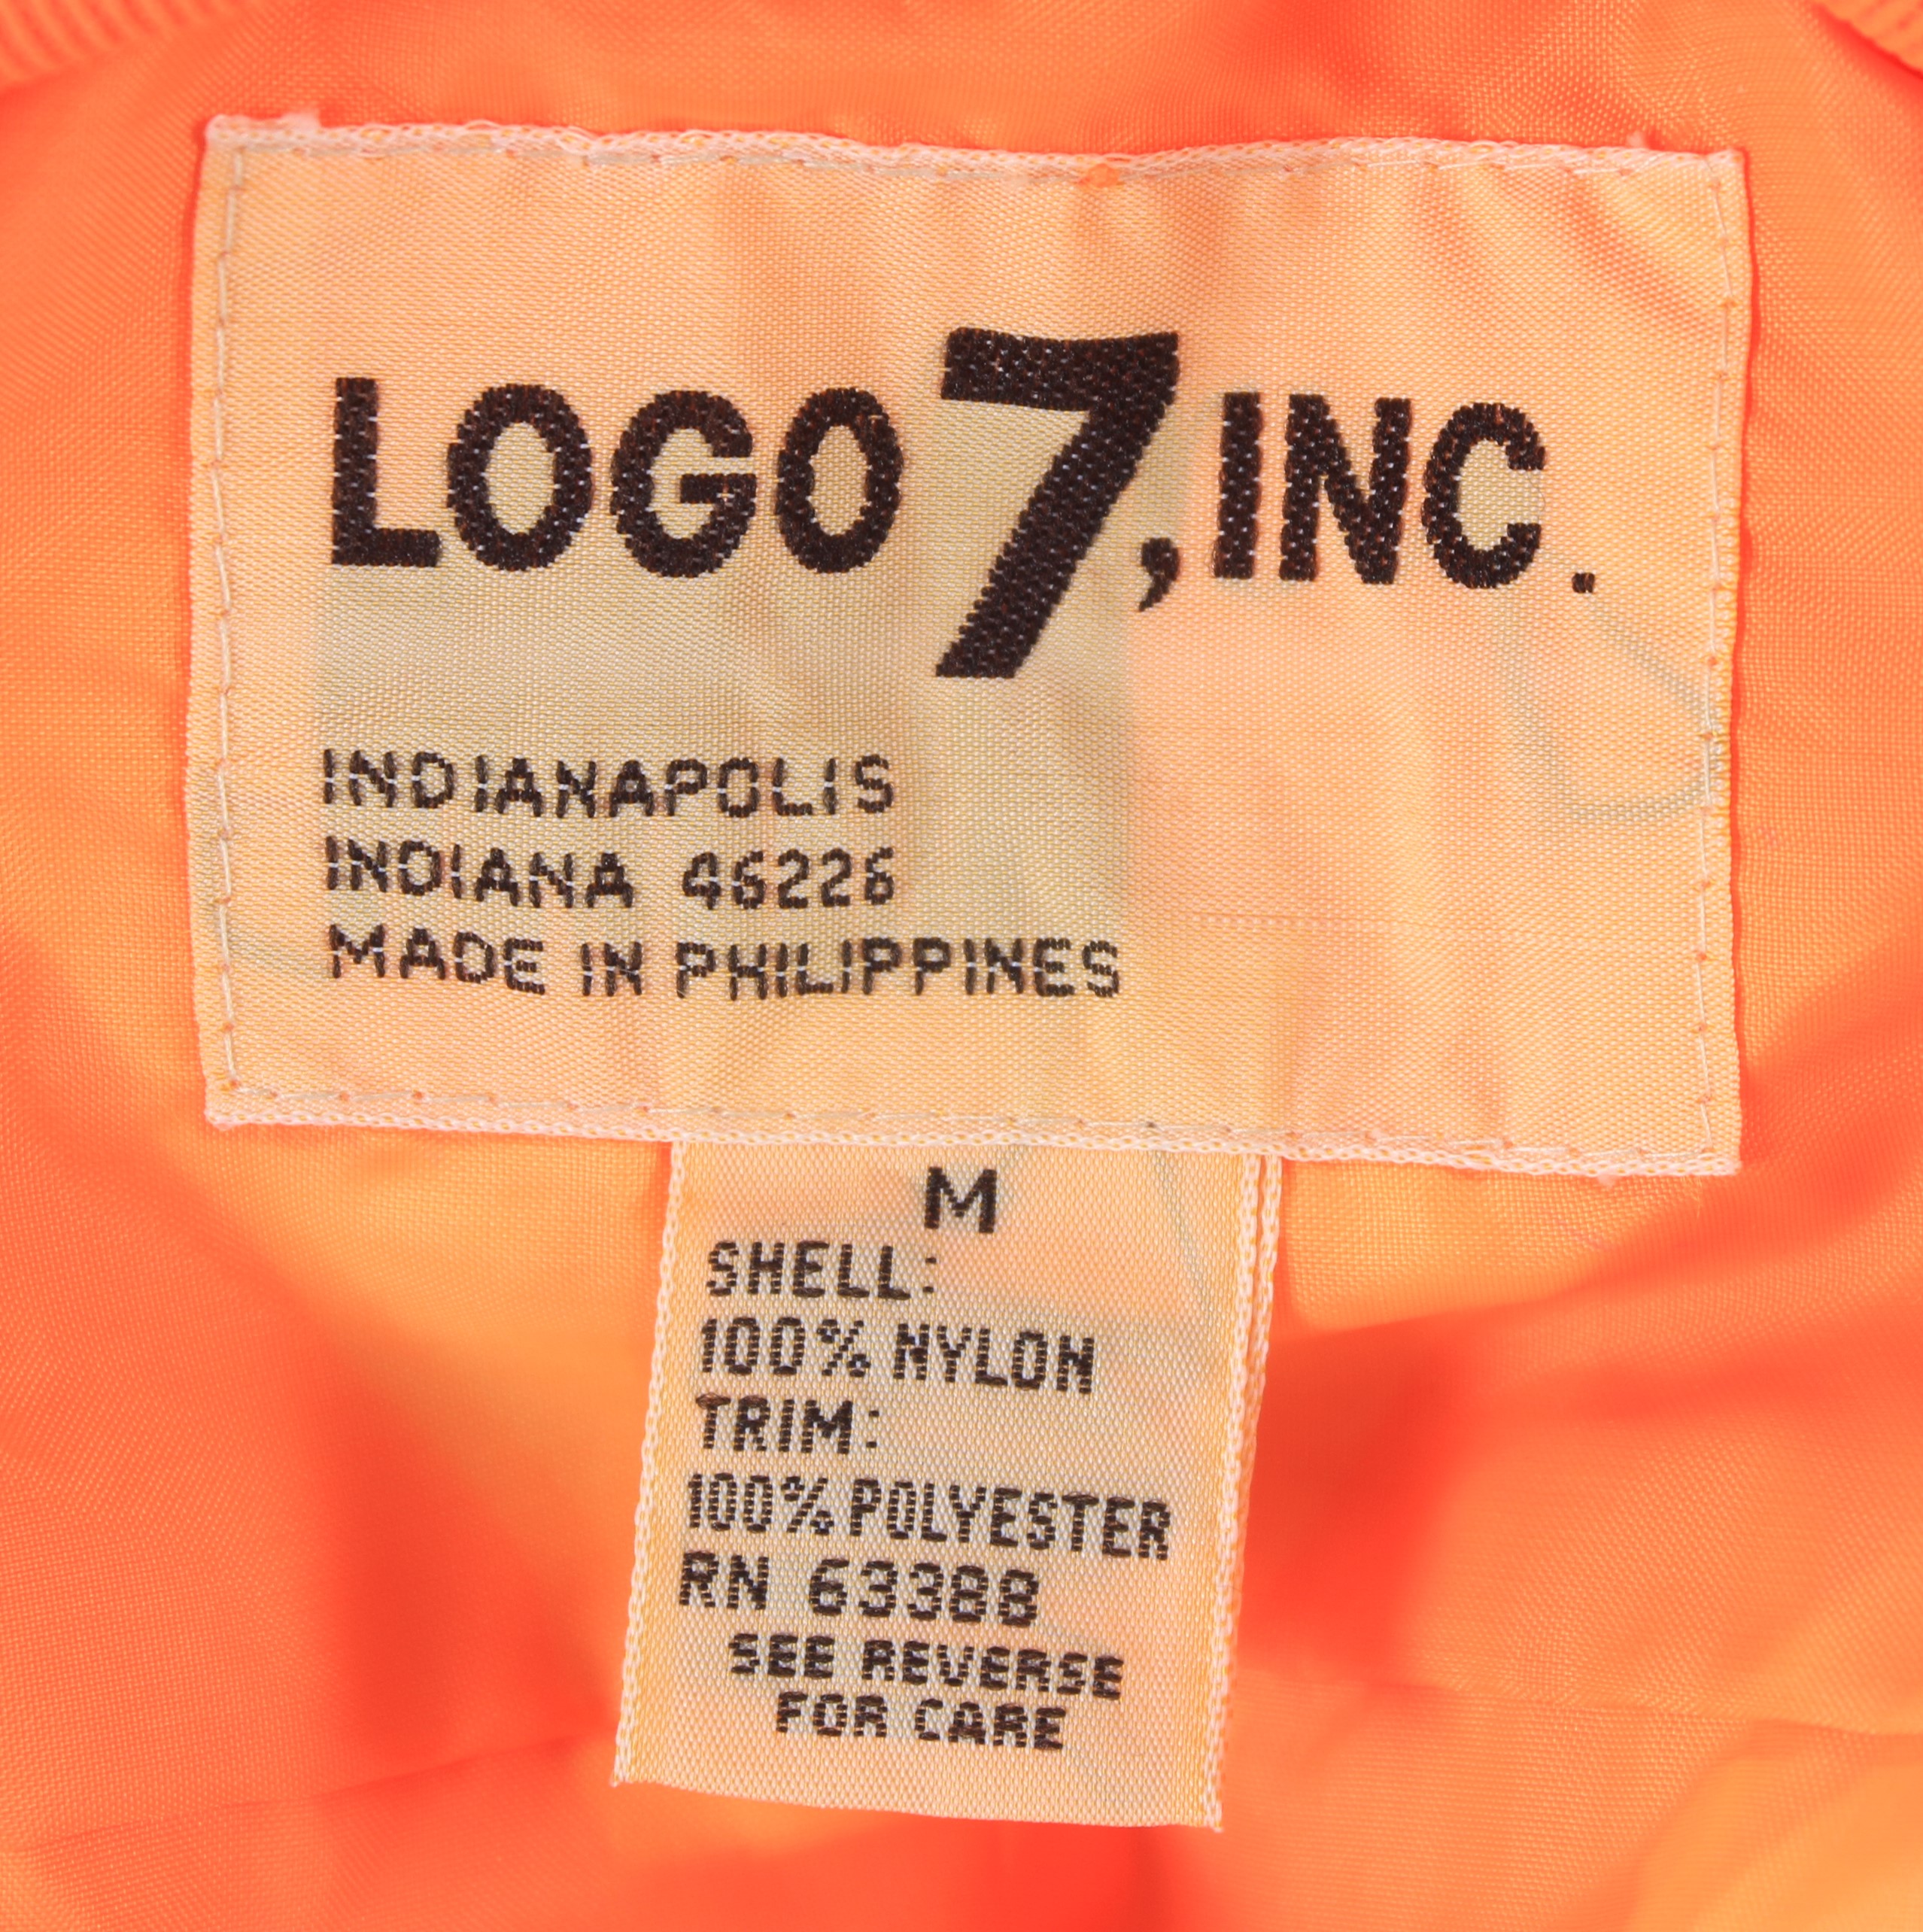 LOGO 7, INC.
INDIANAPOLIS
INDIANA 46226
MADE IN PHILIPPINES
M
SHELL:
100% NYLON
TRIM:
100% POLYESTER
RN 63388
SEE REVERSE
FOR CARE